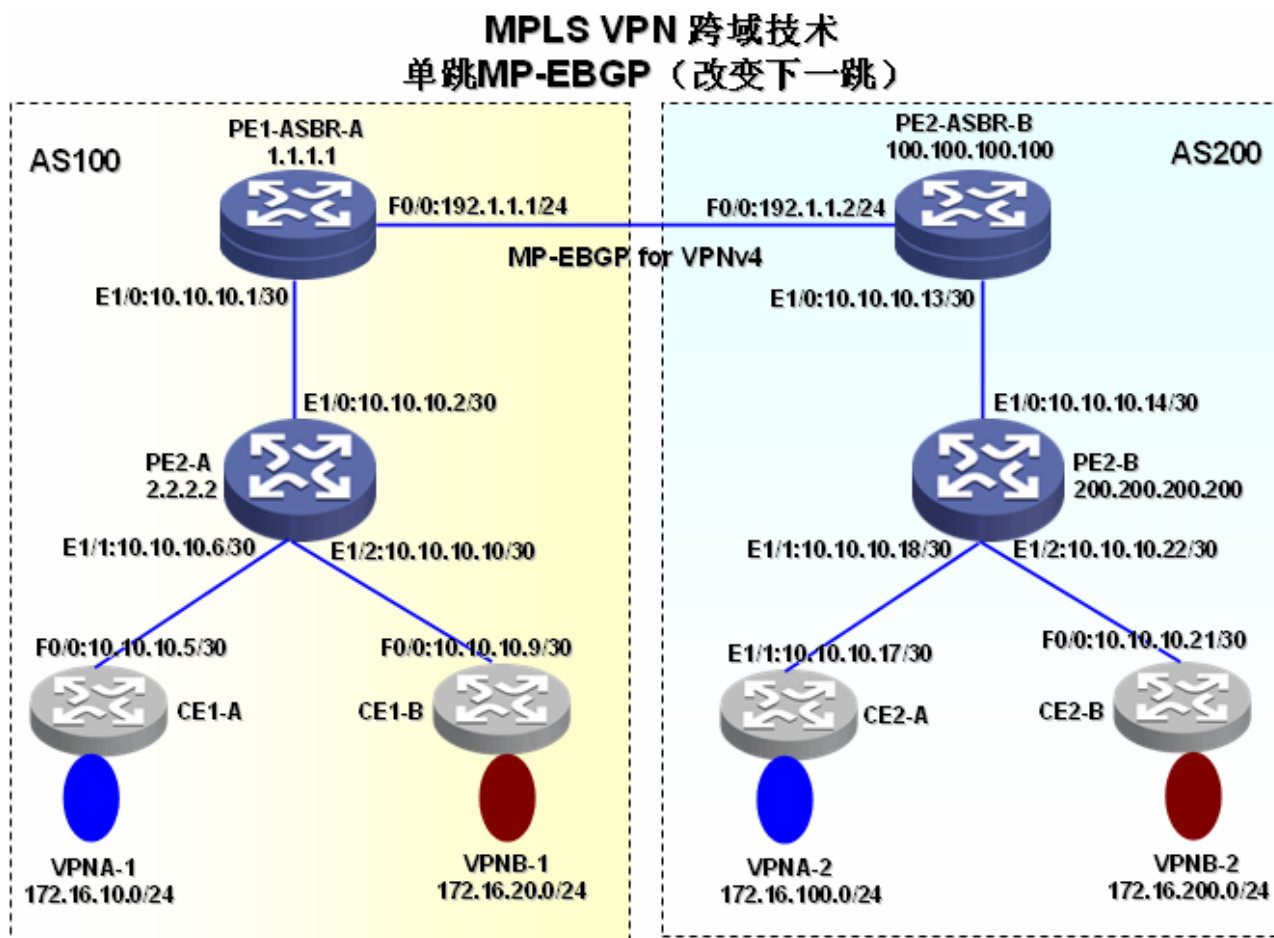 MPLS VPN 跨域技术
单跳MP-EBGP（改变下一跳）
AS100
PE1-ASBR-A
1.1.1.1
PE2-ASBR-B
100.100.100.100
AS200
F0/0:192.1.1.1/24
F0/0:192.1.1.2/24
MP-EBGP for VPNv4
E1/0:10.10.10.1/30
E1/0:10.10.10.13/30
E1/0:10.10.10.2/30
E1/0:10.10.10.14/30
PE2-A
2.2.2.2
PE2-B
200.200.200.200
E1/1:10.10.10.6/30
E1/2:10.10.10.10/30
E1/1:10.10.10.18/30
E1/2:10.10.10.22/30
F0/0:10.10.10.5/30
F0/0:10.10.10.9/30
E1/1:10.10.10.17/30
F0/0:10.10.10.21/30
CE1-A
CE1-B
CE2-A
CE2-B
VPNA-1
172.16.10.0/24
VPNB-1
172.16.20.0/24
VPNA-2
172.16.100.0/24
VPNB-2
172.16.200.0/24